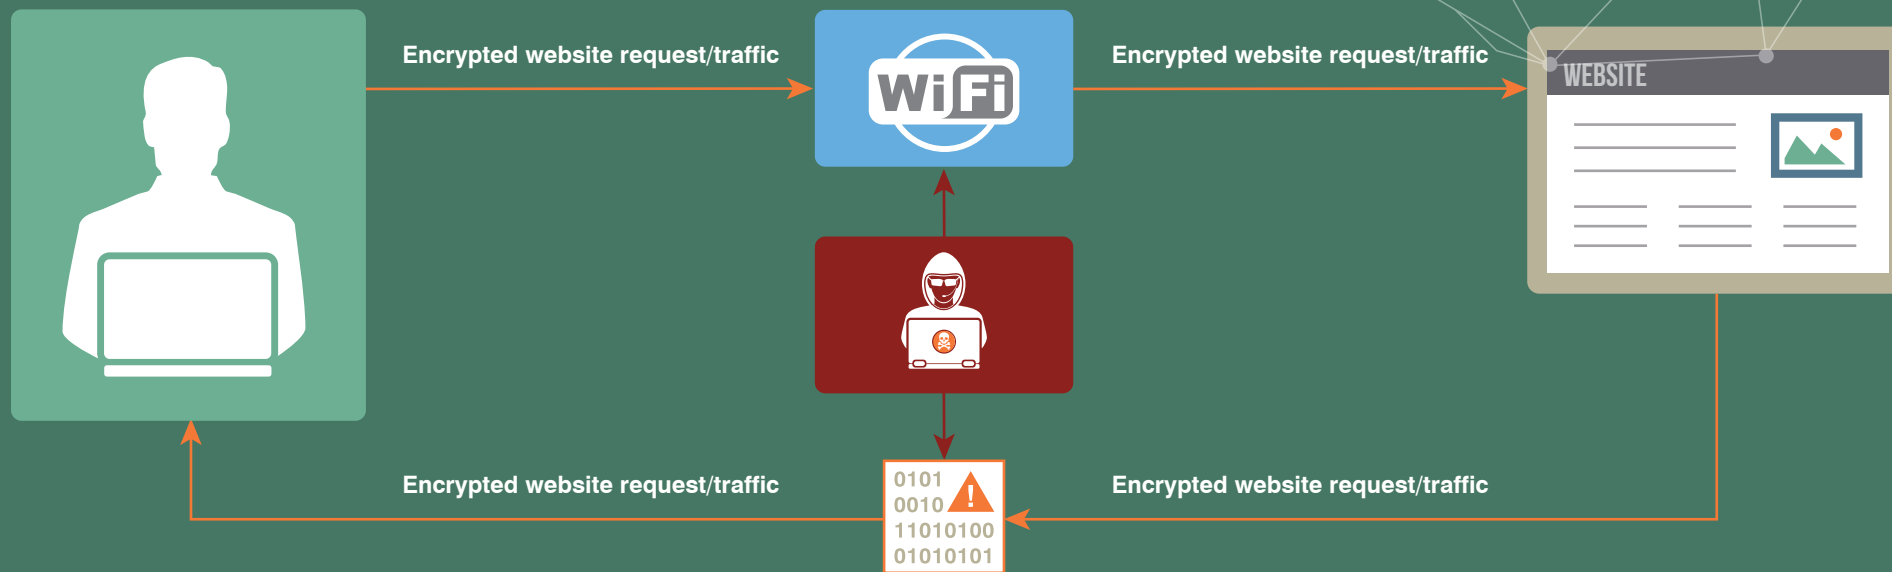 Encrypted website request/traffic
WiFi
Encrypted website request/traffic
WEBSITE
Encrypted website request/traffic
0101
0010
11010100
01010101
!
Encrypted website request/traffic